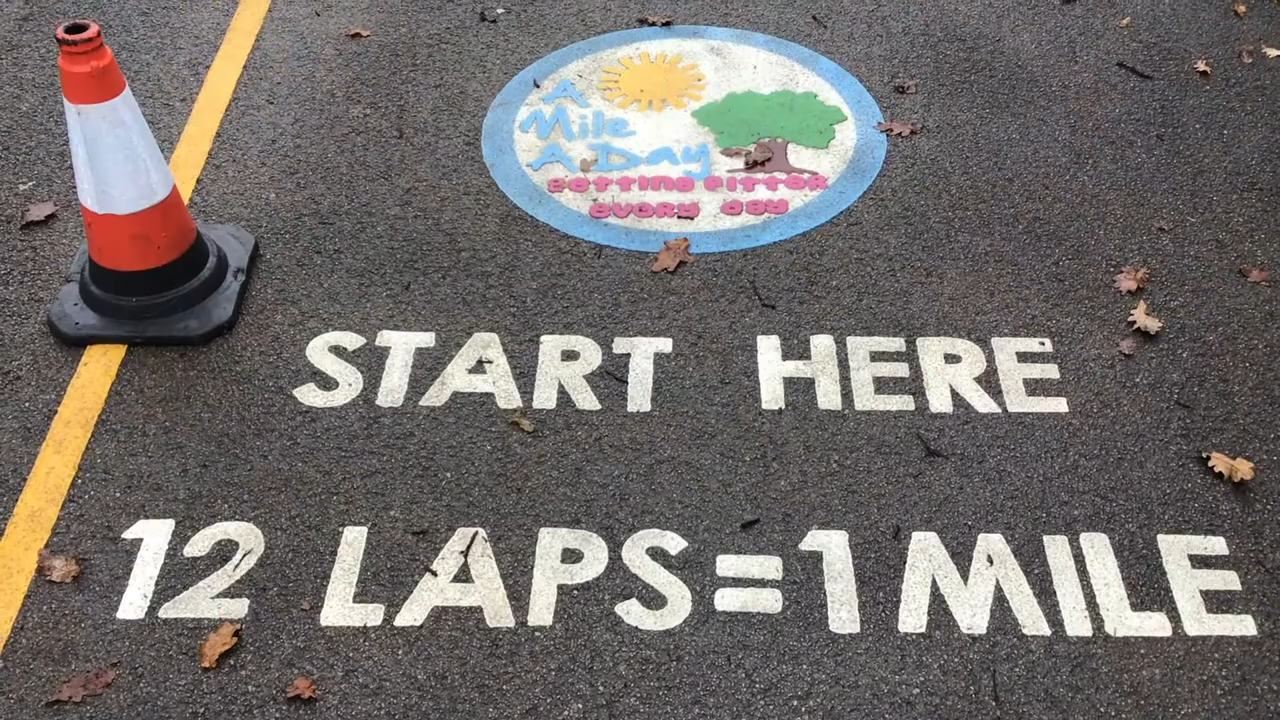 A
Mile
A Day
Getting Fitter
every day
START HERE
12 LAPS=1 MILE